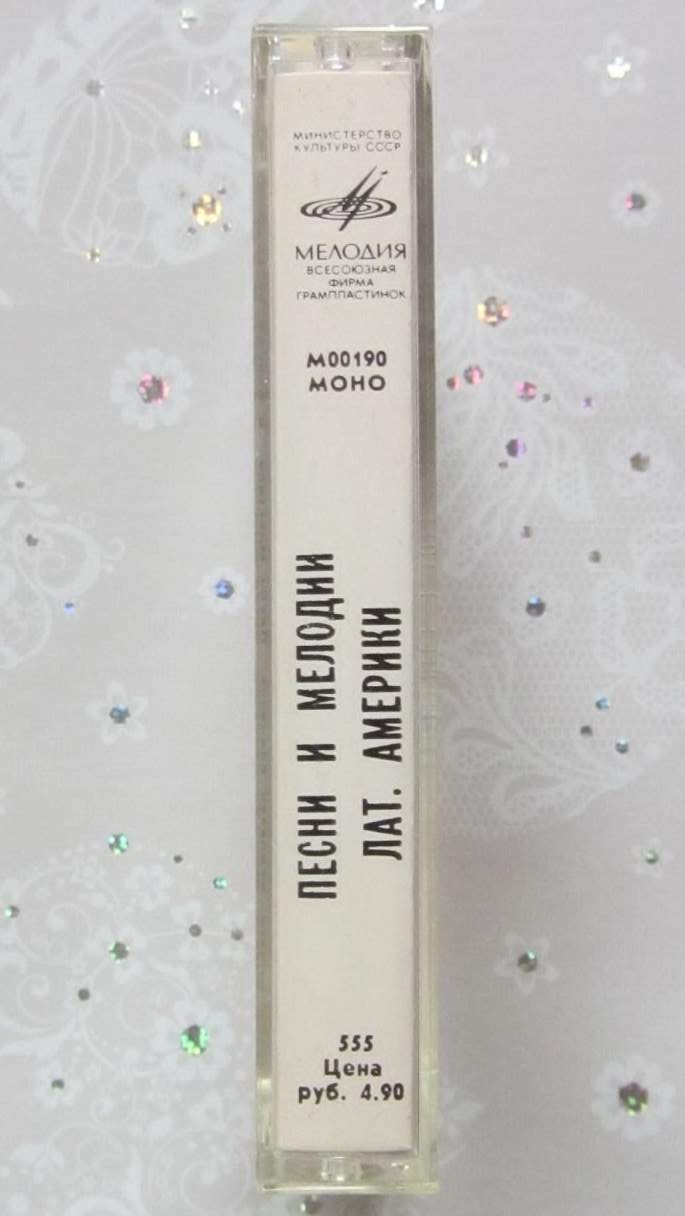 МИНИСТЕРСТВО
КУЛЬТУРЫ СССР
МЕЛОДИЯ
ВСЕСОЮЗНАЯ
ФИРМА
ГРАМПЛАСТИНОК
М00190
МОНО
ПЕСНИ И МЕЛОДИИ
ЛАТ. АМЕРИКИ
555
Цена
руб. 4.90